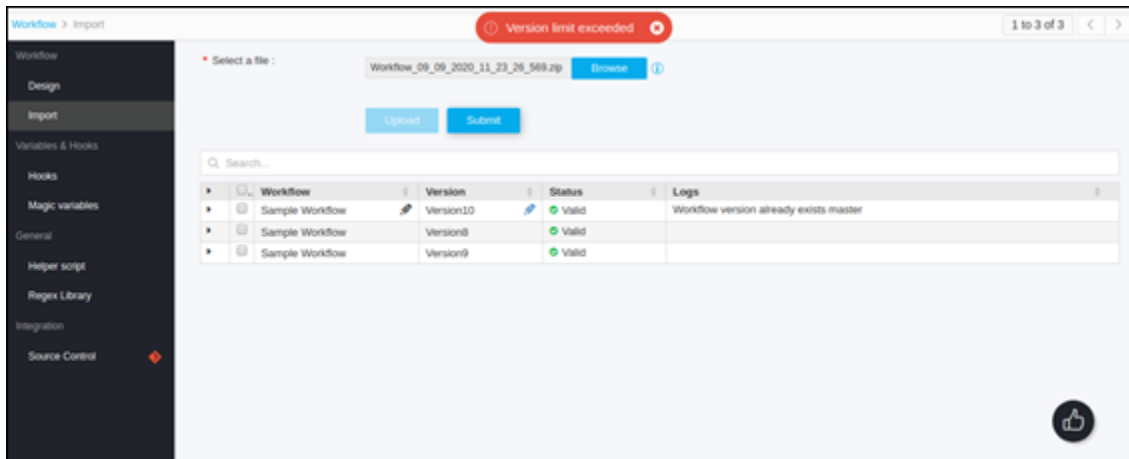 Workflow > Import
Version limit exceeded
1 to 3 of 3 < >
Workflow
Design
Import
Variables & Hooks
Hooks
Magic variables
General
Helper script
Regex Library
Integration
Source Control
* Select a file :
Workflow_09_09_2020_11_23_26_569.zip Browse
Upload Submit
Search...
Workflow Version Status Logs
Sample Workflow Version10 Valid Workflow version already exists master
Sample Workflow Version8 Valid
Sample Workflow Version9 Valid